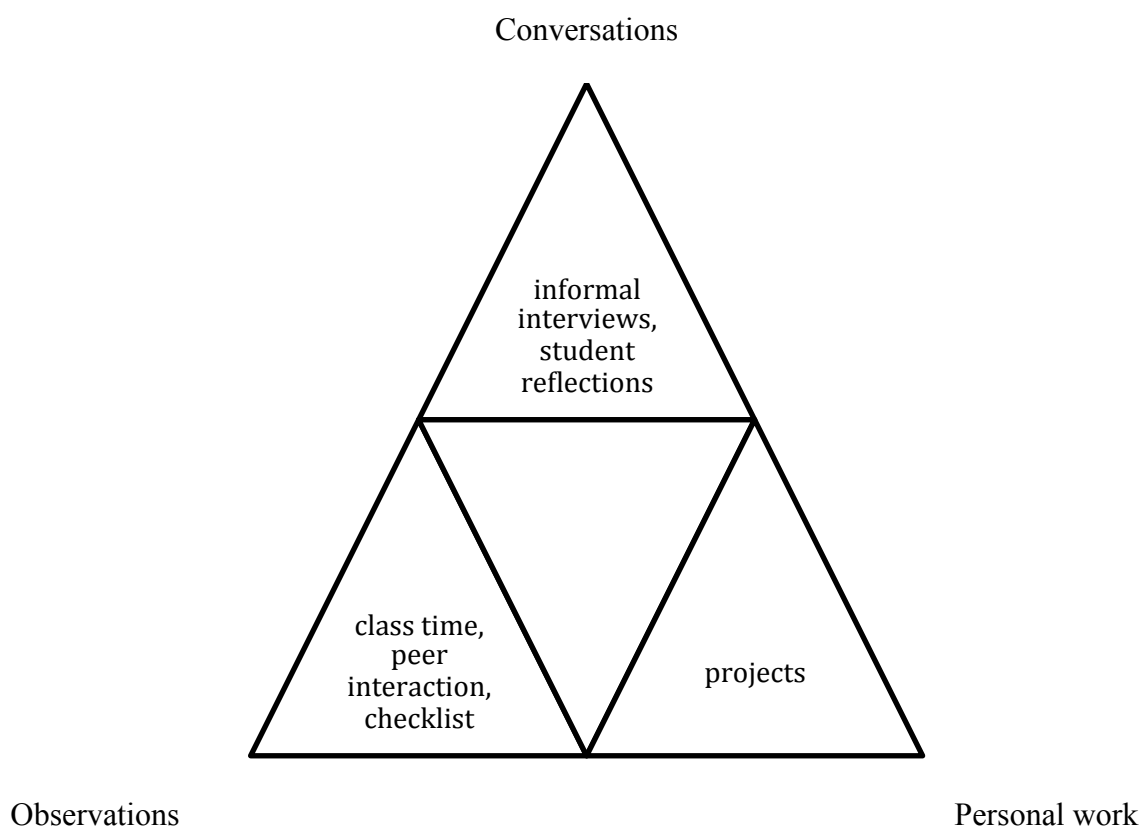 Conversations
informal
interviews,
student
reflections
class time,
peer
interaction,
checklist
projects
Observations
Personal work